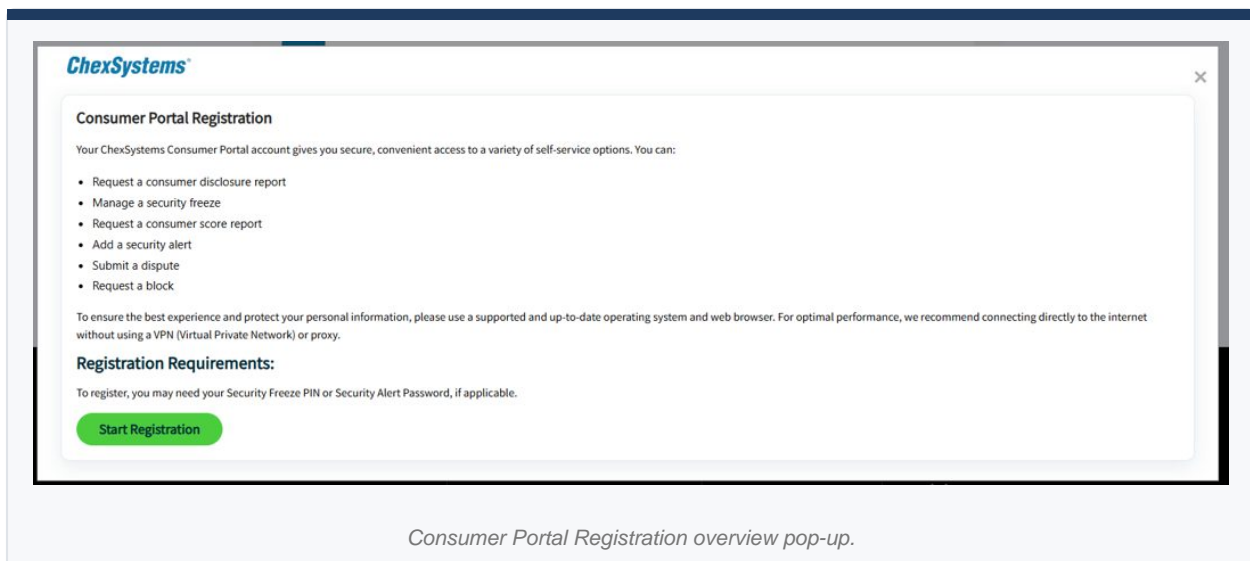 ChexSystems®
×
Consumer Portal Registration
Your ChexSystems Consumer Portal account gives you secure, convenient access to a variety of self-service options. You can:
• Request a consumer disclosure report
• Manage a security freeze
• Request a consumer score report
• Add a security alert
• Submit a dispute
• Request a block
To ensure the best experience and protect your personal information, please use a supported and up-to-date operating system and web browser. For optimal performance, we recommend connecting directly to the internet
without using a VPN (Virtual Private Network) or proxy.
Registration Requirements:
To register, you may need your Security Freeze PIN or Security Alert Password, if applicable.
Start Registration
Consumer Portal Registration overview pop-up.